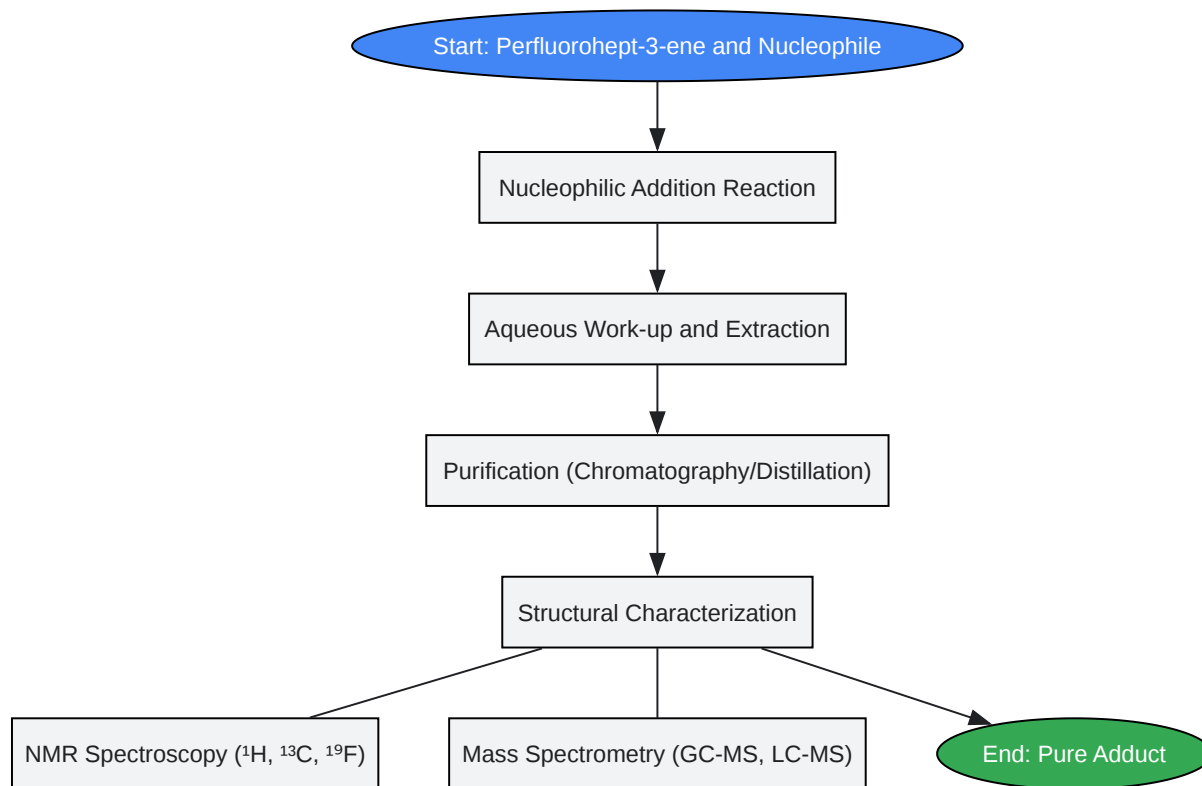 Start: Perfluorohept-3-ene and Nucleophile
Nucleophilic Addition Reaction
Aqueous Work-up and Extraction
Purification (Chromatography/Distillation)
Structural Characterization
NMR Spectroscopy (¹H, ¹³C, ¹⁹F)
Mass Spectrometry (GC-MS, LC-MS)
End: Pure Adduct